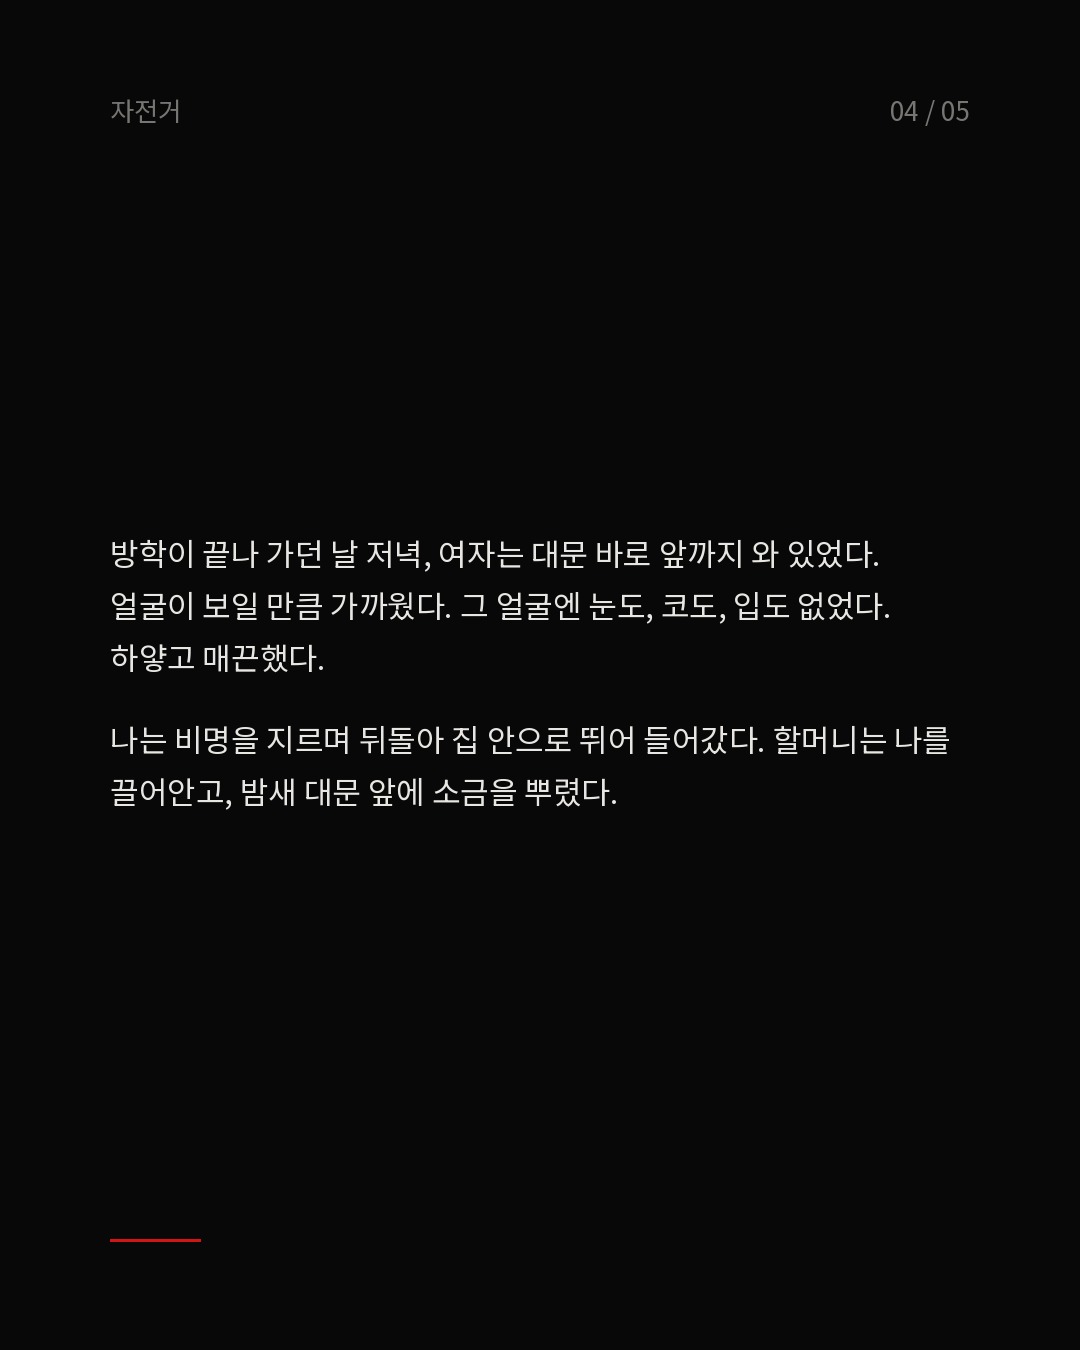 자전거
04 / 05
방학이 끝나 가던 날 저녁, 여자는 대문 바로 앞까지 와 있었다.
얼굴이 보일 만큼 가까웠다. 그 얼굴엔 눈도, 코도, 입도 없었다.
하얗고 매끈했다.
나는 비명을 지르며 뒤돌아 집 안으로 뛰어 들어갔다. 할머니는 나를
끌어안고, 밤새 대문 앞에 소금을 뿌렸다.